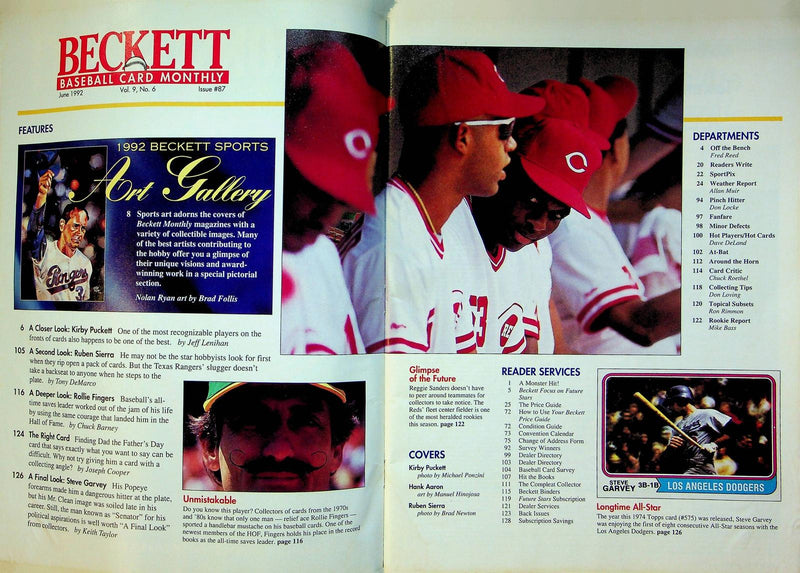 BECKETT
BASEBALL CARD MONTHLY
June 1992 Vol. 9, No. 6 Issue #87
FEATURES
1992 BECKETT SPORTS
Art Gallery
8 Sports art adorns the covers of
Beckett Monthly magazines with a
variety of collectible images. Many
of the best artists contributing to
the hobby offer you a glimpse of
their unique visions and award-
winning work in a special pictorial
section.
Nolan Ryan art by Brad Follis
Rangers
6 A Closer Look: Kirby Puckett One of the most recognizable players on the
fronts of cards also happens to be one of the best. by Jeff Lenihan
105 A Second Look: Ruben Sierra He may not be the star hobbyists look for first
when they rip open a pack of cards. But the Texas Rangers' slugger doesn't
take a backseat to anyone when he steps to the
plate. by Tony DeMarco
116 A Deeper Look: Rollie Fingers Baseball's all-
time saves leader worked out of the jam of his life
by using the same courage that landed him in the
Hall of Fame. by Chuck Barney
124 The Right Card Finding Dad the Father's Day
card that says exactly what you want to say can be
difficult. Why not try giving him a card with a
collecting angle? by Joseph Cooper
126 A Final Look: Steve Garvey His Popeye
forearms made him a dangerous hitter at the plate,
but his Mr. Clean image was soiled late in his
career. Still, the man known as "Senator" for his
political aspirations is well worth "A Final Look"
from collectors. by Keith Taylor
Unmistakable
Do you know this player? Collectors of cards from the 1970s
and '80s know that only one man — relief ace Rollie Fingers —
sported a handlebar mustache on his baseball cards. One of the
newest members of the HOF, Fingers holds his place in the record
books as the all-time saves leader. page 116
C
53
REDS
Glimpse
of the Future
Reggie Sanders doesn't have
to peer around teammates for
collectors to take notice. The
Reds' fleet center fielder is one
of the most heralded rookies
this season. page 122
COVERS
Kirby Puckett
photo by Michael Ponzini
Hank Aaron
art by Manuel Hinojosa
Ruben Sierra
photo by Brad Newton
READER SERVICES
1 A Monster Hit!
5 Beckett Focus on Future
Stars
25 The Price Guide
72 How to Use Your Beckett
Price Guide
72 Condition Guide
73 Convention Calendar
75 Change of Address Form
92 Survey Winners
99 Dealer Directory
103 Dealer Directory
104 Baseball Card Survey
107 Hit the Books
111 The Compleat Collector
115 Beckett Binders
119 Future Stars Subscription
121 Dealer Services
123 Back Issues
128 Subscription Savings
DEPARTMENTS
4 Off the Bench
Fred Reed
20 Readers Write
22 SportPix
24 Weather Report
Allan Muir
94 Pinch Hitter
Don Locke
97 Fanfare
98 Minor Defects
100 Hot Players/Hot Cards
Dave DeLand
102 At-Bat
112 Around the Horn
114 Card Critic
Chuck Roethel
118 Collecting Tips
Don Loving
120 Topical Subsets
Ron Rimmon
122 Rookie Report
Mike Bass
STEVE
GARVEY 3B-1B LOS ANGELES DODGERS
Longtime All-Star
The year this 1974 Topps card (#575) was released, Steve Garvey
was enjoying the first of eight consecutive All-Star seasons with the
Los Angeles Dodgers. page 126